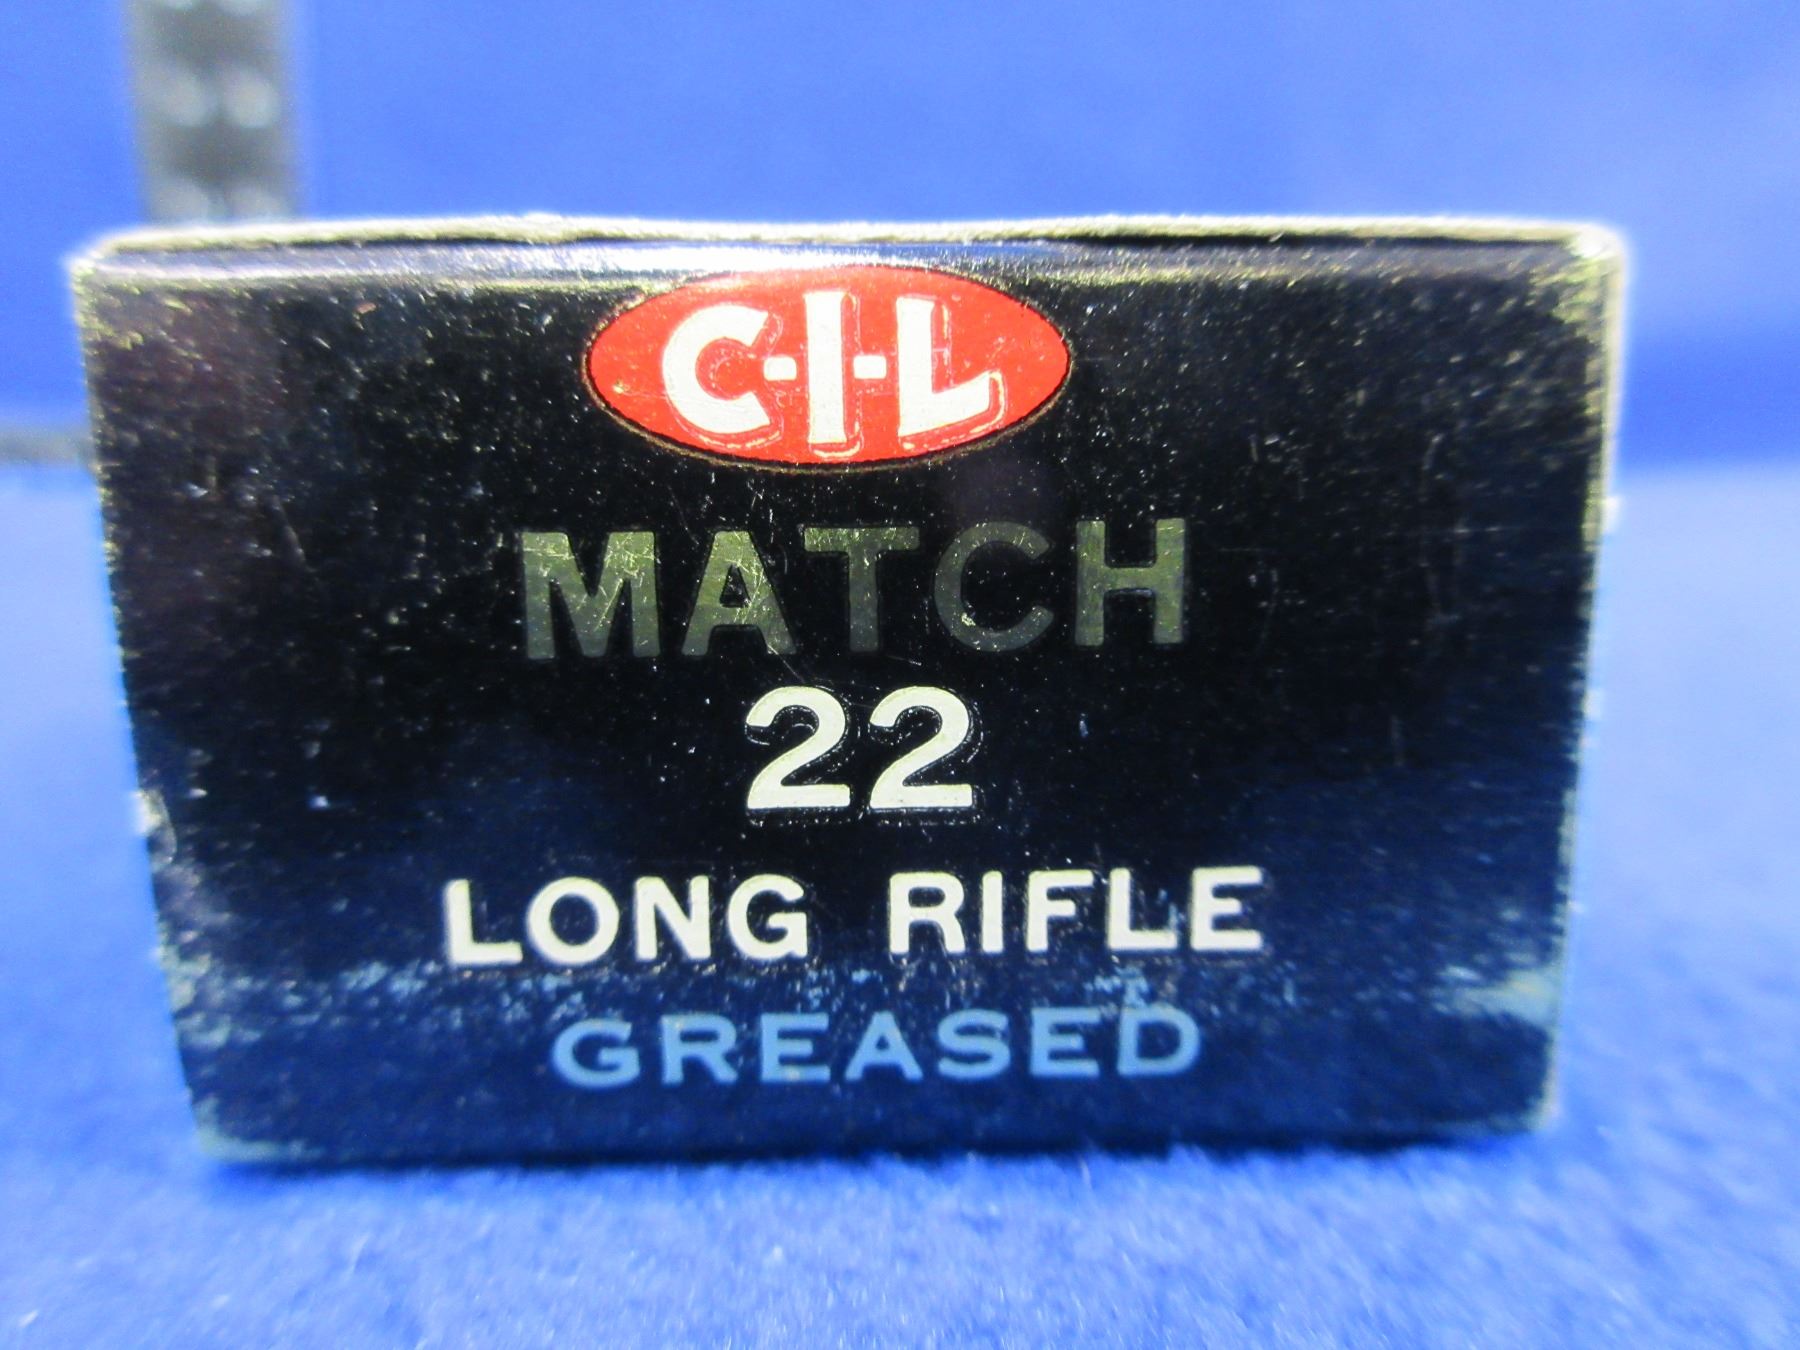 C-I-L
MATCH
22
LONG RIFLE
GREASED